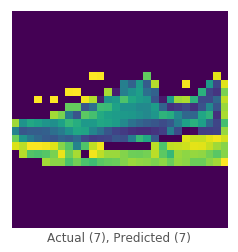 Actual (7), Predicted (7)